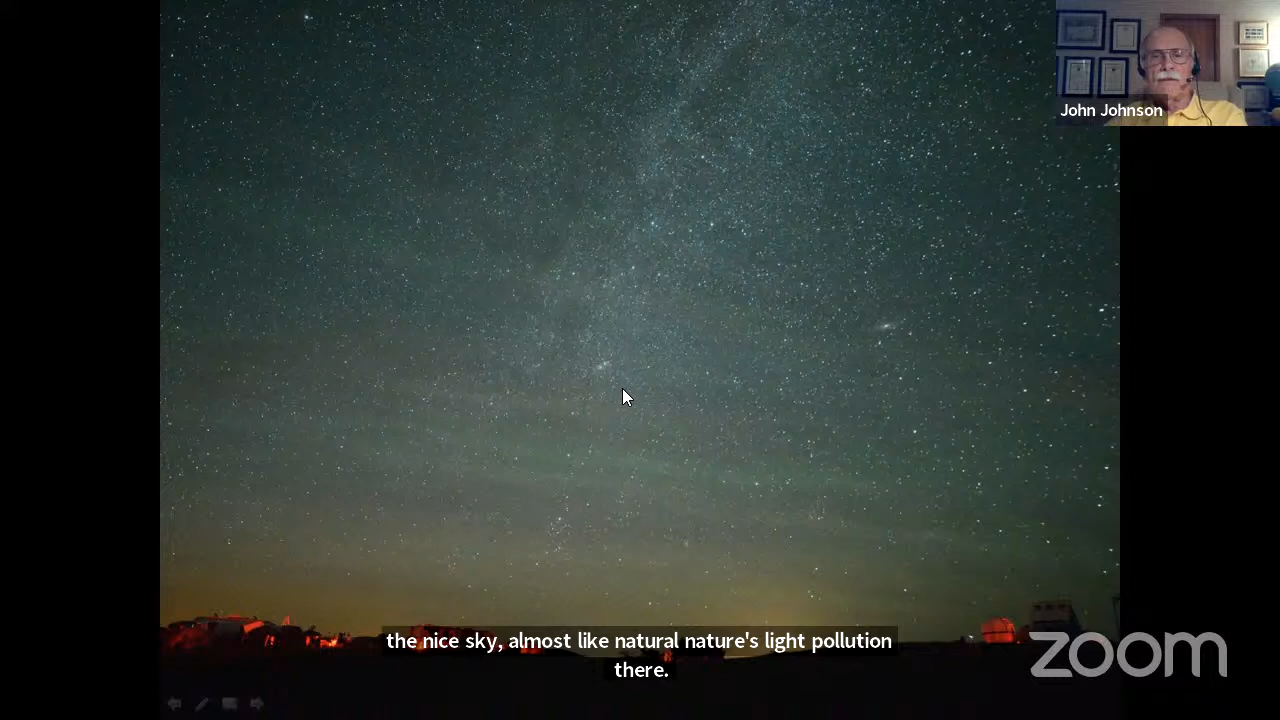 John Johnson
the nice sky, almost like natural nature's light pollution
there.
zoom